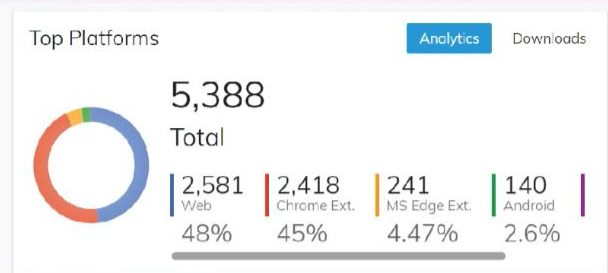 Top Platforms
Analytics
Downloads
5,388
Total
2,581 2,418 241 140
Web Chrome Ext. MS Edge Ext. Android
48% 45% 4.47% 2.6%